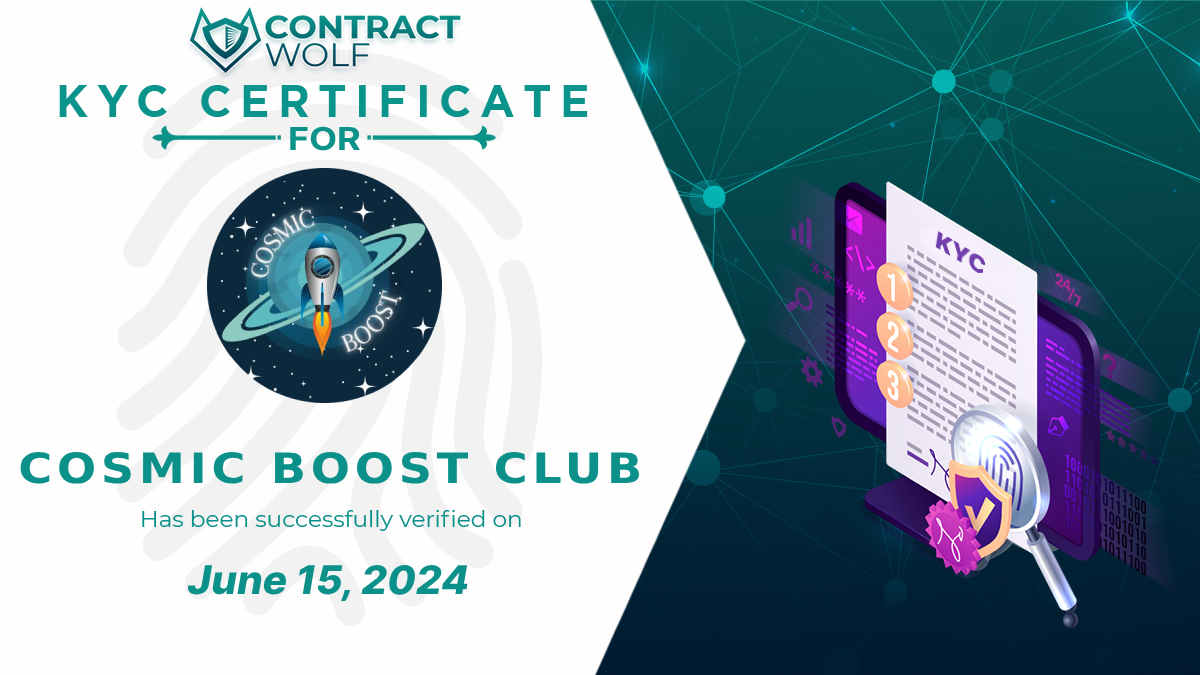 CONTRACT
WOLF
KYC CERTIFICATE
FOR
COSMIC
BOOST
COSMIC BOOST CLUB
Has been successfully verified on
June 15, 2024
KYC
1
2
3
</>
*****
24/7
?